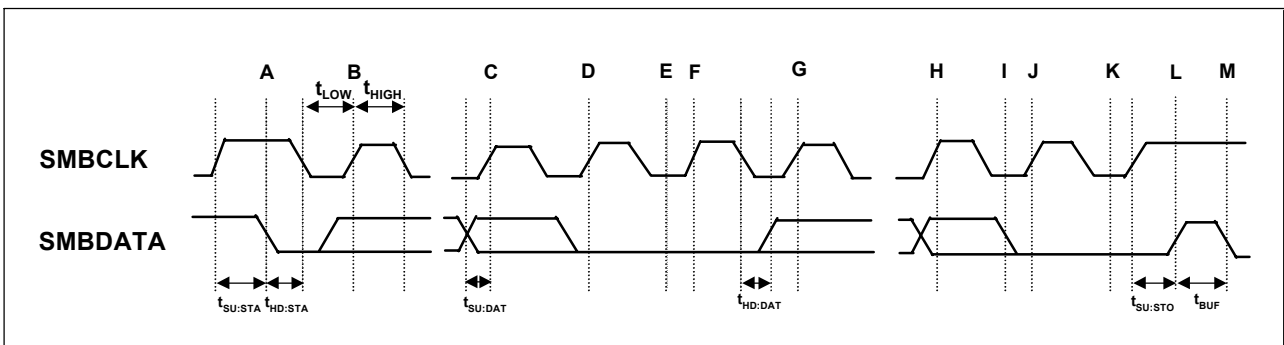 A B C D E F G H I J K L M
tLOW tHIGH
SMBCLK
SMBDATA
tSU:STA tHD:STA tSU:DAT tHD:DAT tSU:STO tBUF